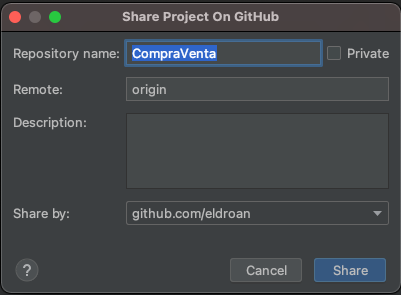 Share Project On GitHub
Repository name: CompraVenta Private
Remote: origin
Description:
Share by: github.com/eldroan
? Cancel Share